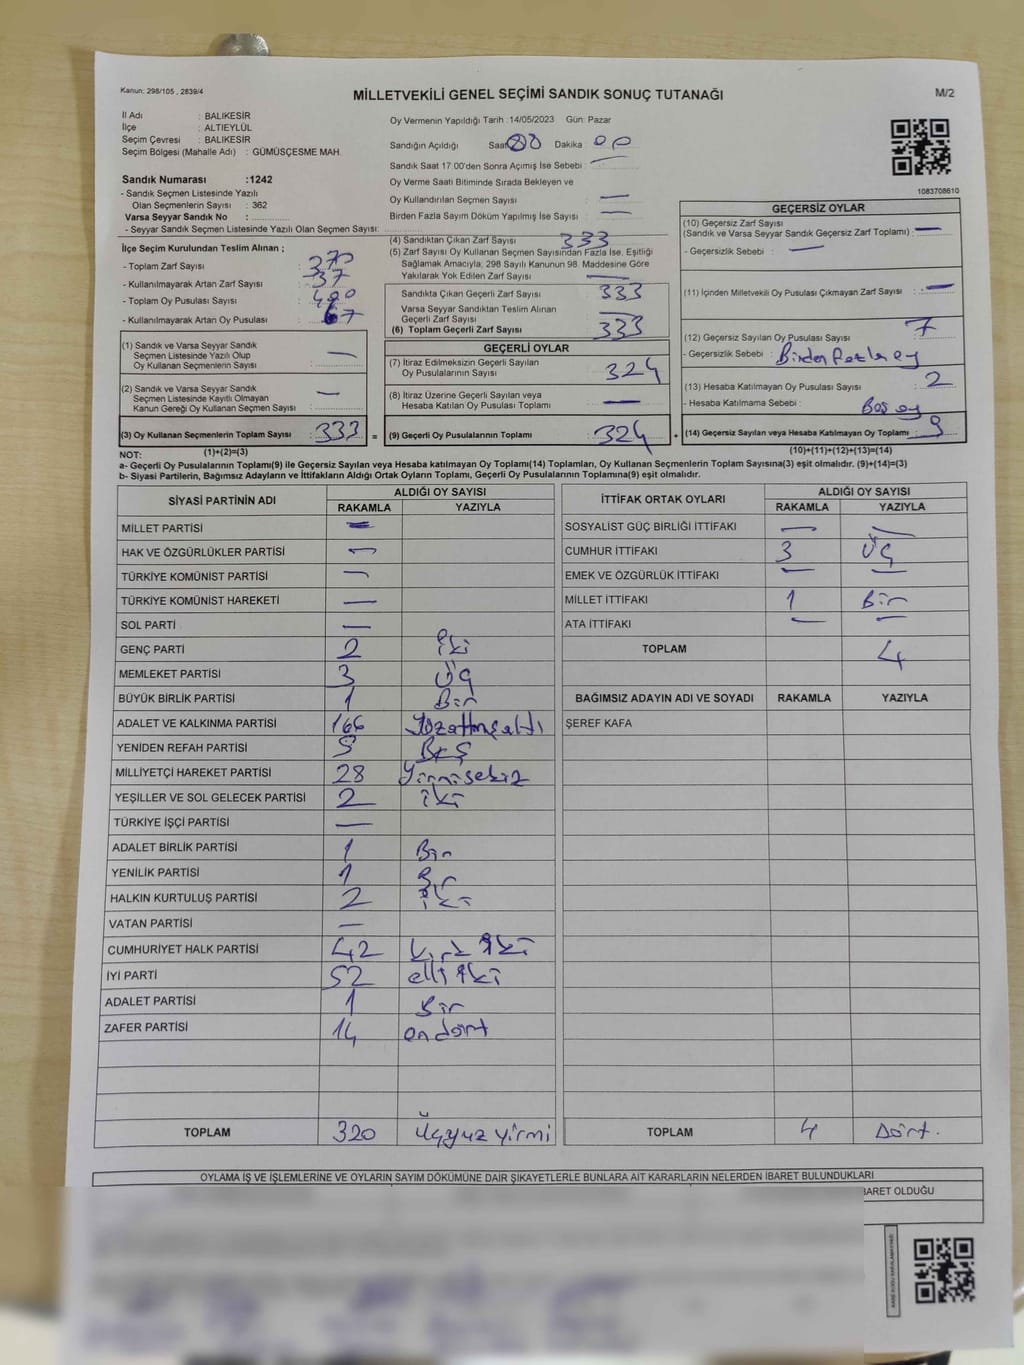 Kanun: 298/105 , 2839/4
MİLLETVEKİLİ GENEL SEÇİMİ SANDIK SONUÇ TUTANAĞI
M/2
İl Adı : BALIKESİR
İlçe : ALTIEYLÜL
Seçim Çevresi : BALIKESİR
Seçim Bölgesi (Mahalle Adı) : GÜMÜŞÇEŞME MAH.
Sandık Numarası :1242
- Sandık Seçmen Listesinde Yazılı
Olan Seçmenlerin Sayısı : 362
Varsa Seyyar Sandık No :
- Seyyar Sandık Seçmen Listesinde Yazılı Olan Seçmen Sayısı:
Oy Vermenin Yapıldığı Tarih :14/05/2023 Gün: Pazar
Sandığın Açıldığı Saat Dakika 00
Sandık Saat 17:00'den Sonra Açımış İse Sebebi : —
Oy Verme Saati Bitiminde Sırada Bekleyen ve
Oy Kullandırılan Seçmen Sayısı —
Birden Fazla Sayım Döküm Yapılmış İse Sayısı : —
1083708610
İlçe Seçim Kurulundan Teslim Alınan ;
- Toplam Zarf Sayısı : 370
- Kullanılmayarak Artan Zarf Sayısı : 37
- Toplam Oy Pusulası Sayısı :
- Kullanılmayarak Artan Oy Pusulası : 67
(1) Sandık ve Varsa Seyyar Sandık
Seçmen Listesinde Yazılı Olup
Oy Kullanan Seçmenlerin Sayısı : —
(2) Sandık ve Varsa Seyyar Sandık
Seçmen Listesinde Kayıtlı Olmayan
Kanun Gereği Oy Kullanan Seçmen Sayısı : —
(3) Oy Kullanan Seçmenlerin Toplam Sayısı : 333 =
(4) Sandıktan Çıkan Zarf Sayısı : 333
(5) Zarf Sayısı Oy Kullanan Seçmen Sayısından Fazla İse, Eşitliği
Sağlamak Amacıyla, 298 Sayılı Kanunun 98. Maddesine Göre
Yakılarak Yok Edilen Zarf Sayısı : —
Sandıkta Çıkan Geçerli Zarf Sayısı : 333
Varsa Seyyar Sandıktan Teslim Alınan
Geçerli Zarf Sayısı : —
(6) Toplam Geçerli Zarf Sayısı : 333
GEÇERLİ OYLAR
(7) İtiraz Edilmeksizin Geçerli Sayılan
Oy Pusulalarının Sayısı : 324
(8) İtiraz Üzerine Geçerli Sayılan veya
Hesaba Katılan Oy Pusulası Toplamı : —
(9) Geçerli Oy Pusulalarının Toplamı : 324 +
GEÇERSİZ OYLAR
(10) Geçersiz Zarf Sayısı
(Sandık ve Varsa Seyyar Sandık Geçersiz Zarf Toplamı) : —
- Geçersizlik Sebebi : —
(11) İçinden Milletvekili Oy Pusulası Çıkmayan Zarf Sayısı : —
(12) Geçersiz Sayılan Oy Pusulası Sayısı : 7
- Geçersizlik Sebebi : Birden fazla oy
(13) Hesaba Katılmayan Oy Pusulası Sayısı : 2
- Hesaba Katılmama Sebebi : Boş oy
(14) Geçersiz Sayılan veya Hesaba Katılmayan Oy Toplamı : 9
NOT: (1)+(2)=(3) (10)+(11)+(12)+(13)=(14)
a- Geçerli Oy Pusulalarının Toplamı(9) ile Geçersiz Sayılan veya Hesaba katılmayan Oy Toplamı(14) Toplamları, Oy Kullanan Seçmenlerin Toplam Sayısına(3) eşit olmalıdır. (9)+(14)=(3)
b- Siyasi Partilerin, Bağımsız Adayların ve İttifakların Aldığı Ortak Oyların Toplamı, Geçerli Oy Pusulalarının Toplamına(9) eşit olmalıdır.
SİYASİ PARTİNİN ADI ALDIĞI OY SAYISI
RAKAMLA YAZIYLA
MİLLET PARTİSİ —
HAK VE ÖZGÜRLÜKLER PARTİSİ —
TÜRKİYE KOMÜNİST PARTİSİ —
TÜRKİYE KOMÜNİST HAREKETİ —
SOL PARTİ —
GENÇ PARTİ 2 İki
MEMLEKET PARTİSİ 3 Üç
BÜYÜK BİRLİK PARTİSİ 1 Bir
ADALET VE KALKINMA PARTİSİ 166 Yüzaltmışaltı
YENİDEN REFAH PARTİSİ 5 Beş
MİLLİYETÇİ HAREKET PARTİSİ 28 Yirmisekiz
YEŞİLLER VE SOL GELECEK PARTİSİ 2 iki
TÜRKİYE İŞÇİ PARTİSİ —
ADALET BİRLİK PARTİSİ 1 Bir
YENİLİK PARTİSİ 1 Bir
HALKIN KURTULUŞ PARTİSİ 2 iki
VATAN PARTİSİ —
CUMHURİYET HALK PARTİSİ 42 kırk iki
İYİ PARTİ 52 elli iki
ADALET PARTİSİ 1 Bir
ZAFER PARTİSİ 14 on dört
TOPLAM 320 Üçyüz yirmi
İTTİFAK ORTAK OYLARI ALDIĞI OY SAYISI
RAKAMLA YAZIYLA
SOSYALİST GÜÇ BİRLİĞİ İTTİFAKI — —
CUMHUR İTTİFAKI 3 Üç
EMEK VE ÖZGÜRLÜK İTTİFAKI — —
MİLLET İTTİFAKI 1 Bir
ATA İTTİFAKI — —
TOPLAM 4
BAĞIMSIZ ADAYIN ADI VE SOYADI RAKAMLA YAZIYLA
ŞEREF KAFA
TOPLAM 4 Dört.
OYLAMA İŞ VE İŞLEMLERİNE VE OYLARIN SAYIM DÖKÜMÜNE DAİR ŞİKAYETLERLE BUNLARA AİT KARARLARIN NELERDEN İBARET BULUNDUKLARI
BARET OLDUĞU